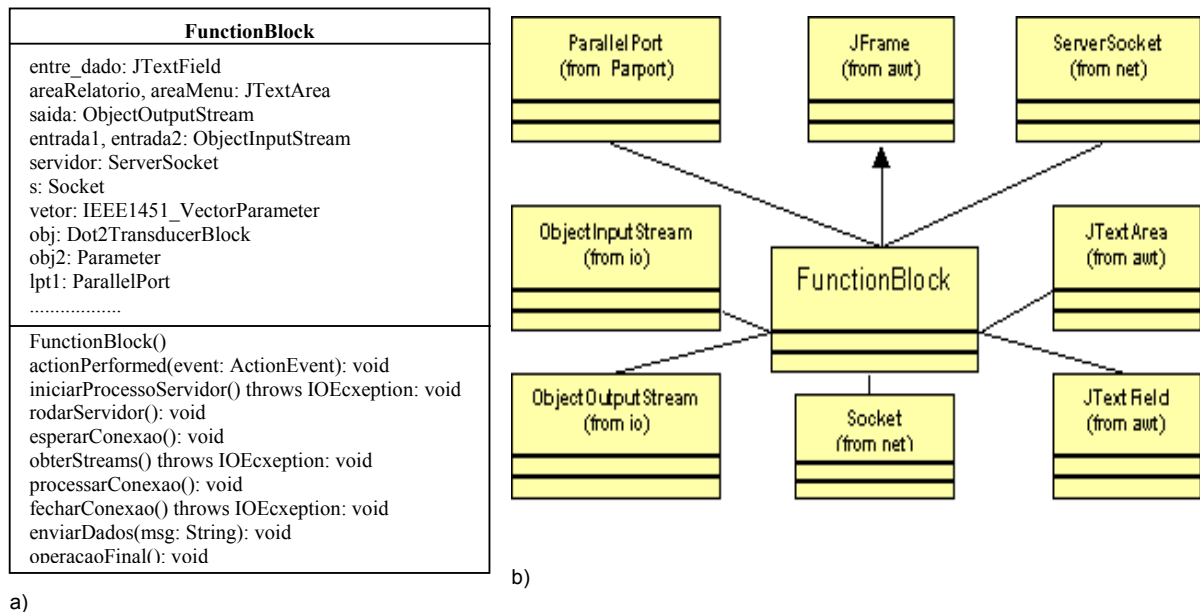 FunctionBlock
entre_dado: JTextField
areaRelatorio, areaMenu: JTextArea
saida: ObjectOutputStream
entrada1, entrada2: ObjectInputStream
servidor: ServerSocket
s: Socket
vetor: IEEE1451_VectorParameter
obj: Dot2TransducerBlock
obj2: Parameter
lpt1: ParallelPort
...................
FunctionBlock()
actionPerformed(event: ActionEvent): void
iniciarProcessoServidor() throws IOEcxeption: void
rodarServidor(): void
esperarConexao(): void
obterStreams() throws IOEcxeption: void
processarConexao(): void
fecharConexao() throws IOEcxeption: void
enviarDados(msg: String): void
operacaoFinal(): void
a)
ParallelPort
(from Parport)
JFrame
(from awt)
ServerSocket
(from net)
ObjectInputStream
(from io)
FunctionBlock
JTextArea
(from awt)
ObjectOutputStream
(from io)
Socket
(from net)
JTextField
(from awt)
b)